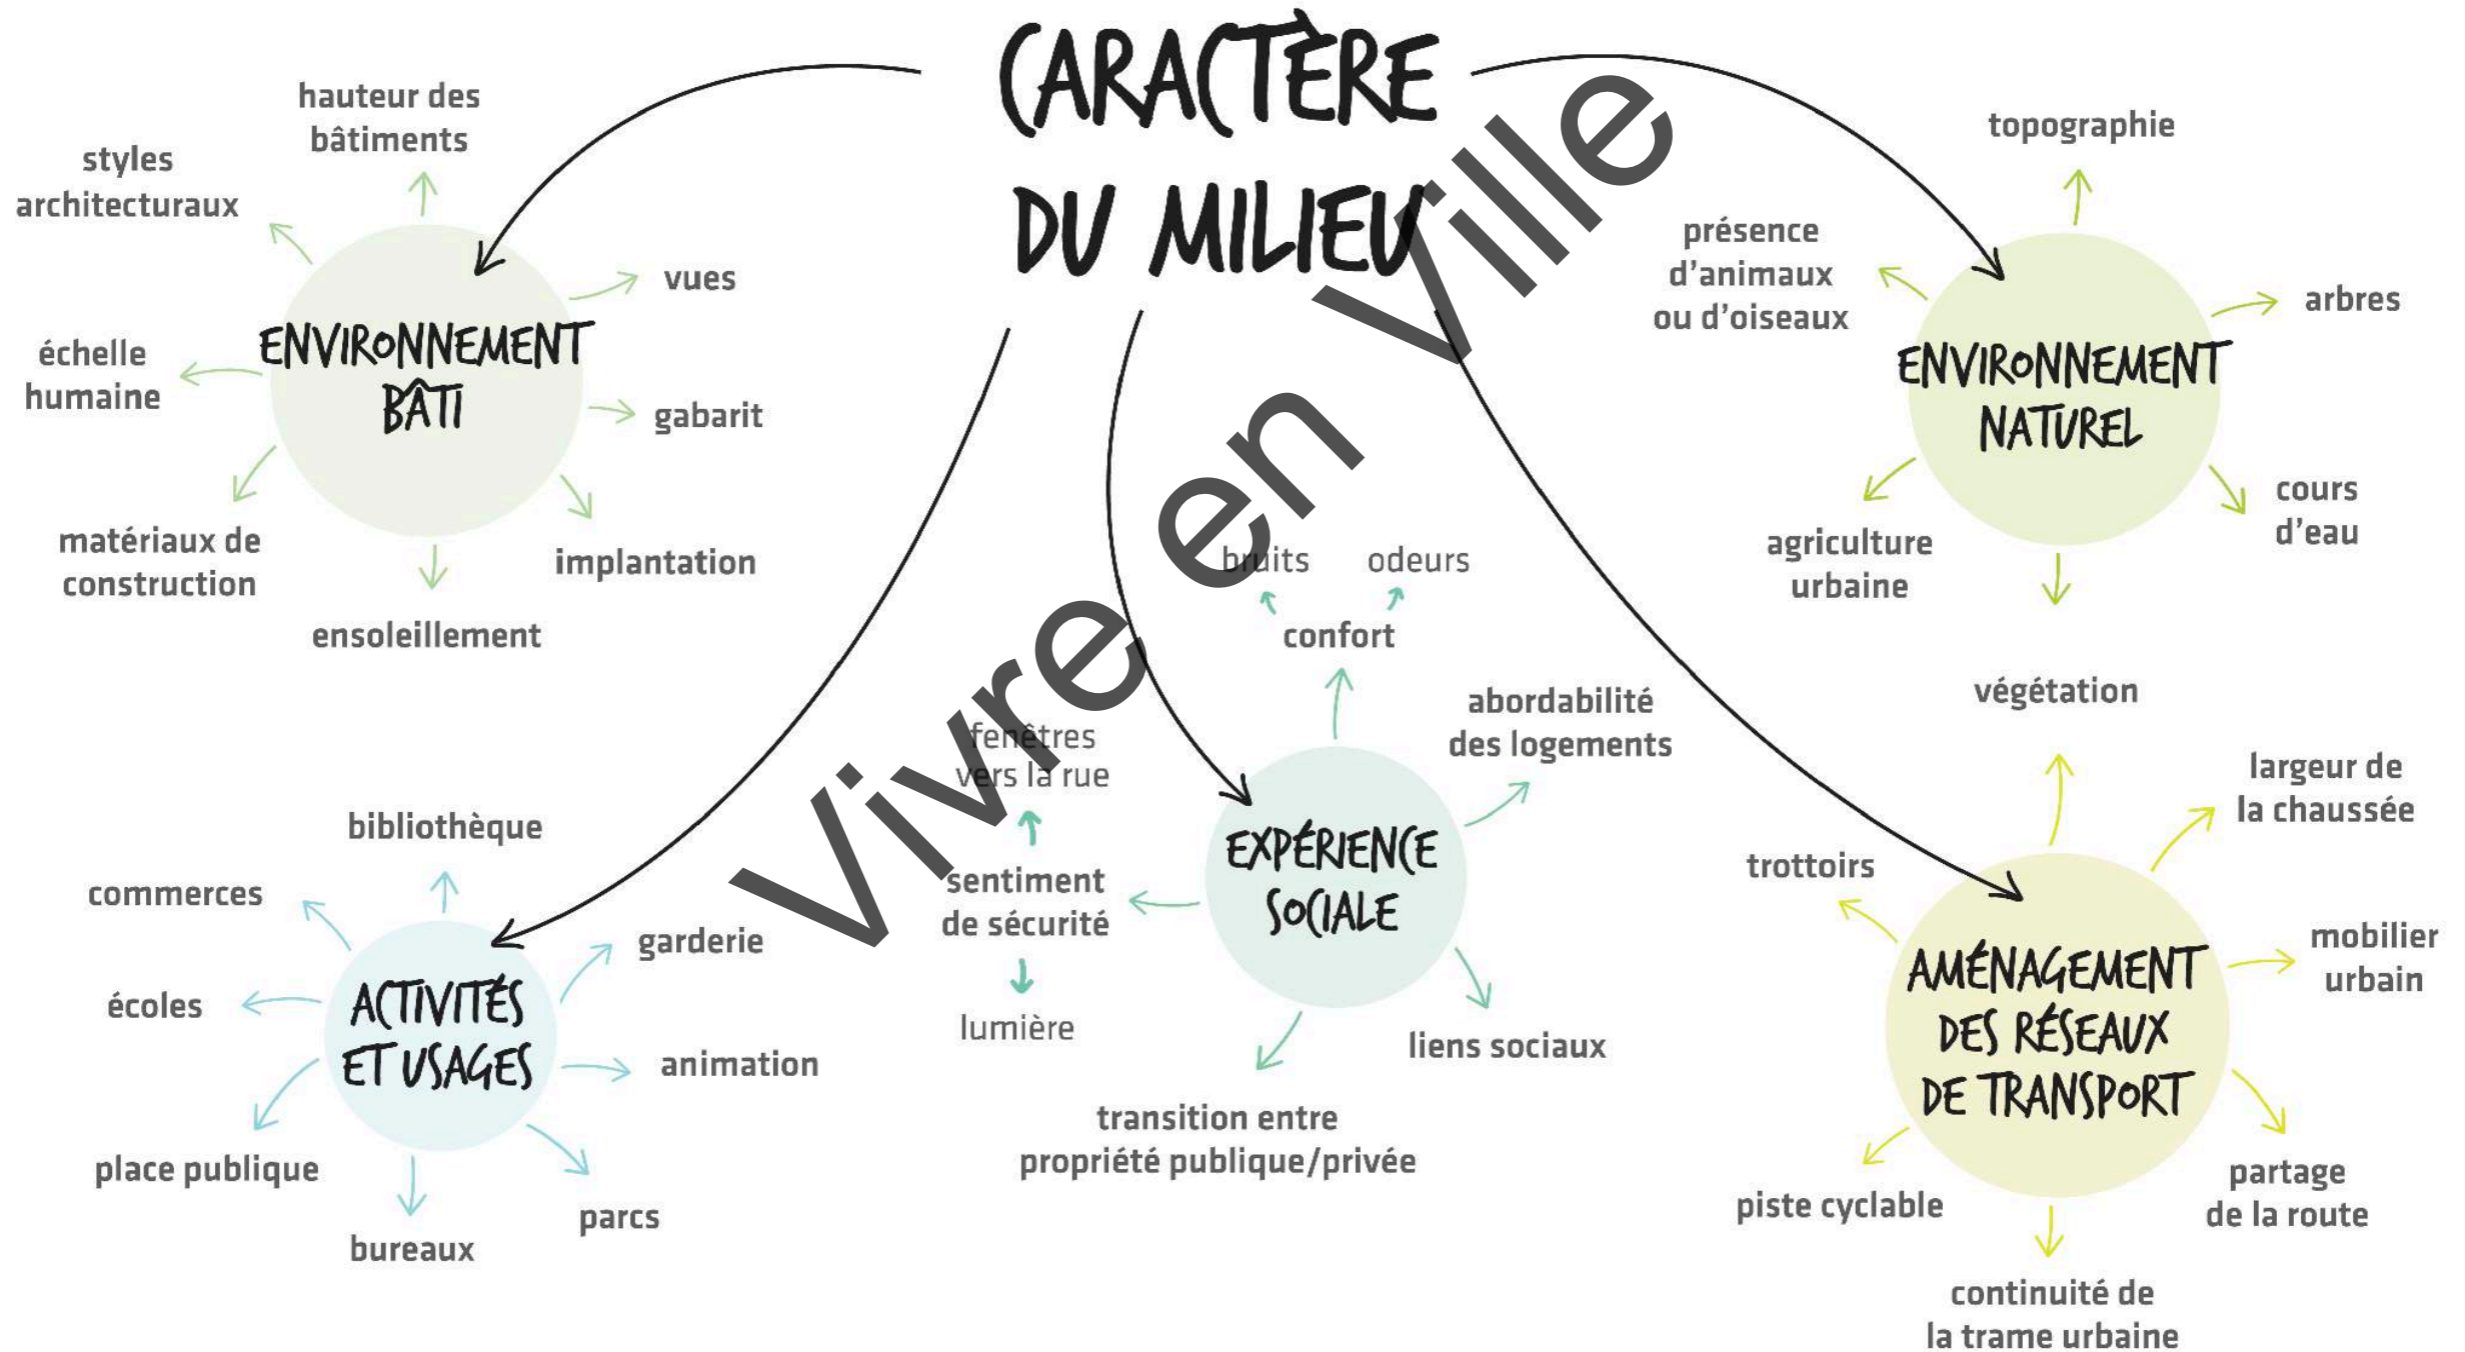 CARACTÈRE
DU MILIEU
Vivre en Ville
ENVIRONNEMENT
BÂTI
hauteur des
bâtiments
styles
architecturaux
vues
échelle
humaine
gabarit
matériaux de
construction
implantation
ensoleillement
ENVIRONNEMENT
NATUREL
topographie
présence
d'animaux
ou d'oiseaux
arbres
agriculture
urbaine
cours
d'eau
végétation
ACTIVITÉS
ET USAGES
bibliothèque
commerces
garderie
écoles
animation
place publique
parcs
bureaux
EXPÉRIENCE
SOCIALE
bruits
odeurs
confort
abordabilité
des logements
fenêtres
vers la rue
sentiment
de sécurité
lumière
liens sociaux
transition entre
propriété publique/privée
AMÉNAGEMENT
DES RÉSEAUX
DE TRANSPORT
largeur de
la chaussée
trottoirs
mobilier
urbain
piste cyclable
partage
de la route
continuité de
la trame urbaine